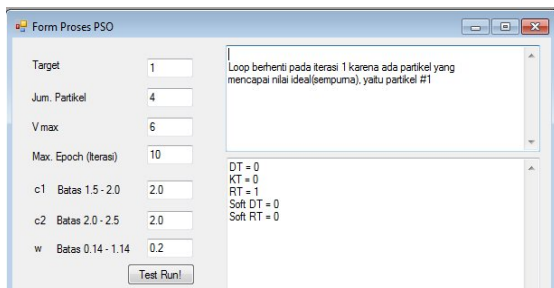 Form Proses PSO
Target 1
Jum. Partikel 4
V max 6
Max. Epoch (Iterasi) 10
c1 Batas 1.5 - 2.0 2.0
c2 Batas 2.0 - 2.5 2.0
w Batas 0.14 - 1.14 0.2
Test Run!
Loop berhenti pada iterasi 1 karena ada partikel yang
mencapai nilai ideal(sempurna), yaitu partikel #1
DT = 0
KT = 0
RT = 1
Soft DT = 0
Soft RT = 0